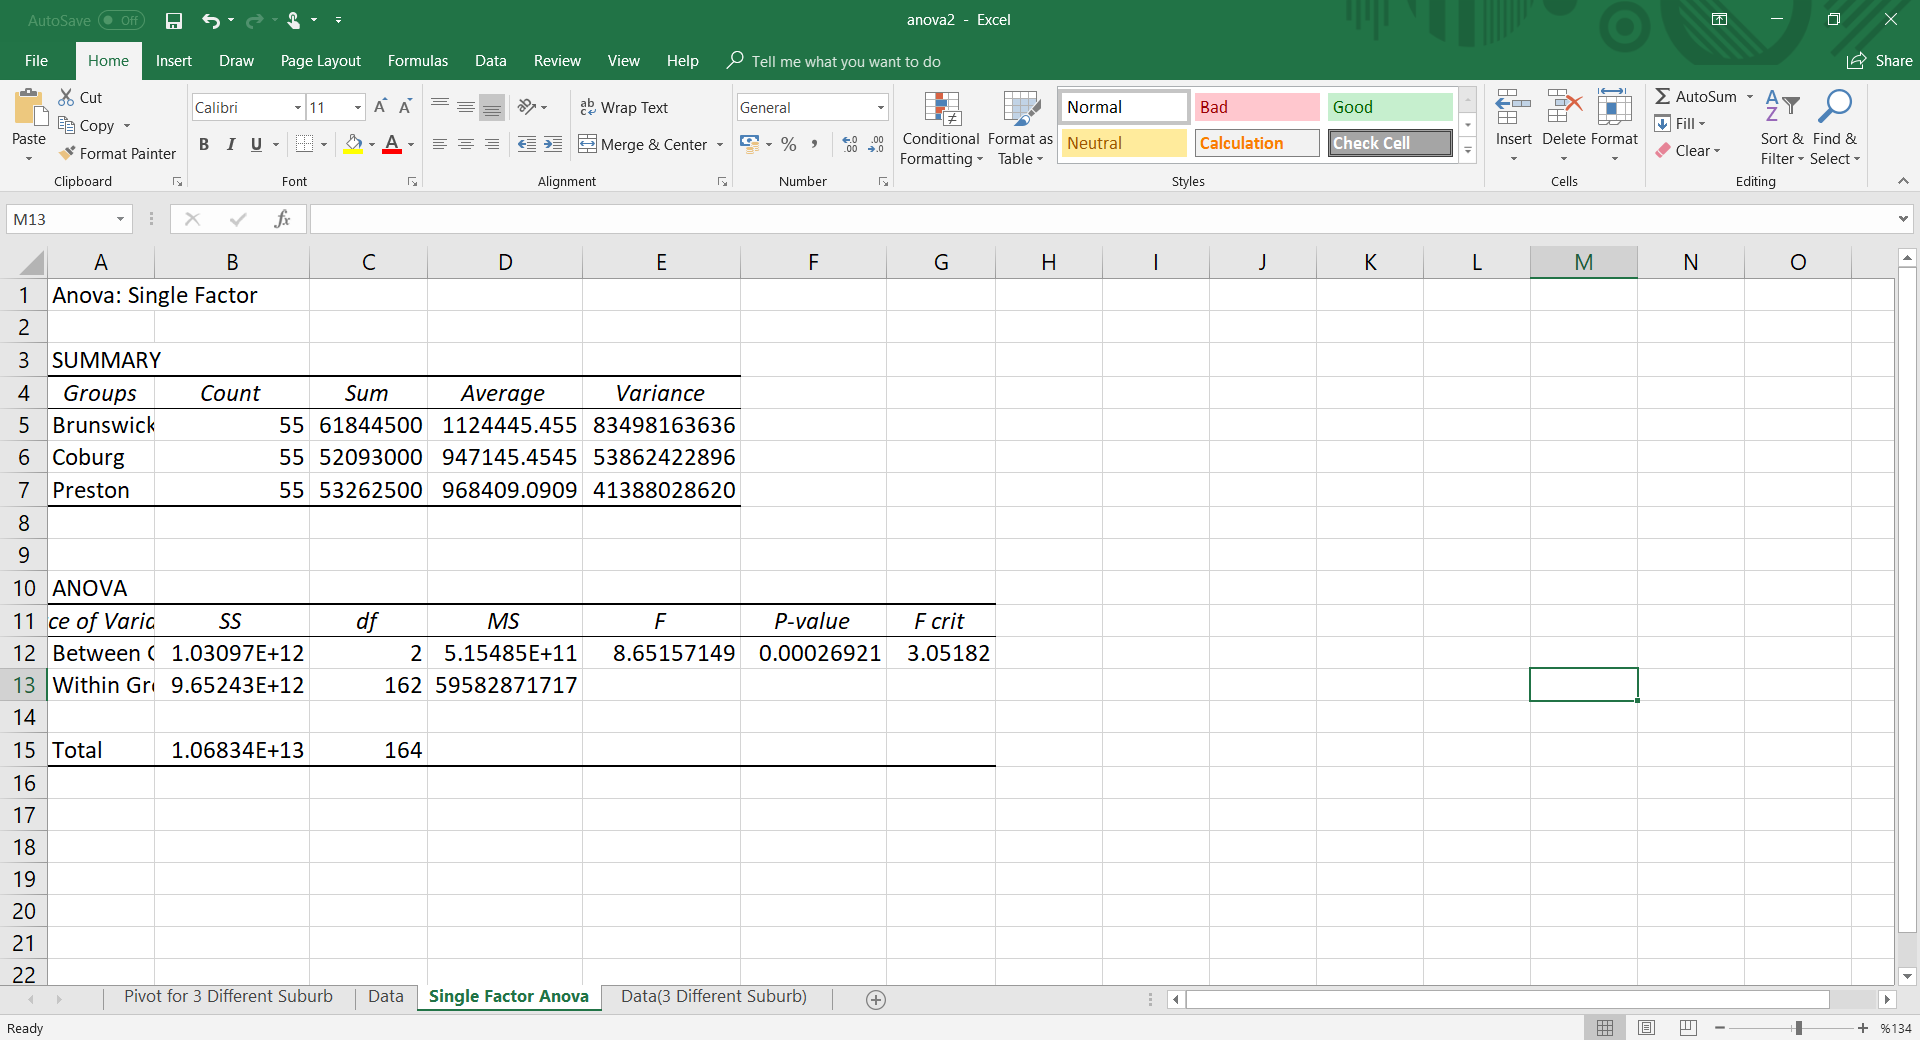 AutoSave Off anova2 - Excel
File Home Insert Draw Page Layout Formulas Data Review View Help Tell me what you want to do Share
Paste Cut Copy Format Painter Clipboard
Calibri 11 A A B I U A Font
ab c Wrap Text Merge & Center Alignment
General % , .00 .0 Number
Conditional Formatting Format as Table Normal Bad Good Neutral Calculation Check Cell Styles
Insert Delete Format Cells
AutoSum Fill Clear Sort & Filter Find & Select Editing
M13 fx
A B C D E F G H I J K L M N O
1 Anova: Single Factor
2
3 SUMMARY
4 Groups Count Sum Average Variance
5 Brunswick 55 61844500 1124445.455 83498163636
6 Coburg 55 52093000 947145.4545 53862422896
7 Preston 55 53262500 968409.0909 41388028620
8
9
10 ANOVA
11 ce of Varia SS df MS F P-value F crit
12 Between G 1.03097E+12 2 5.15485E+11 8.65157149 0.00026921 3.05182
13 Within Gro 9.65243E+12 162 59582871717
14
15 Total 1.06834E+13 164
16
17
18
19
20
21
22
Pivot for 3 Different Suburb Data Single Factor Anova Data(3 Different Suburb)
Ready %134